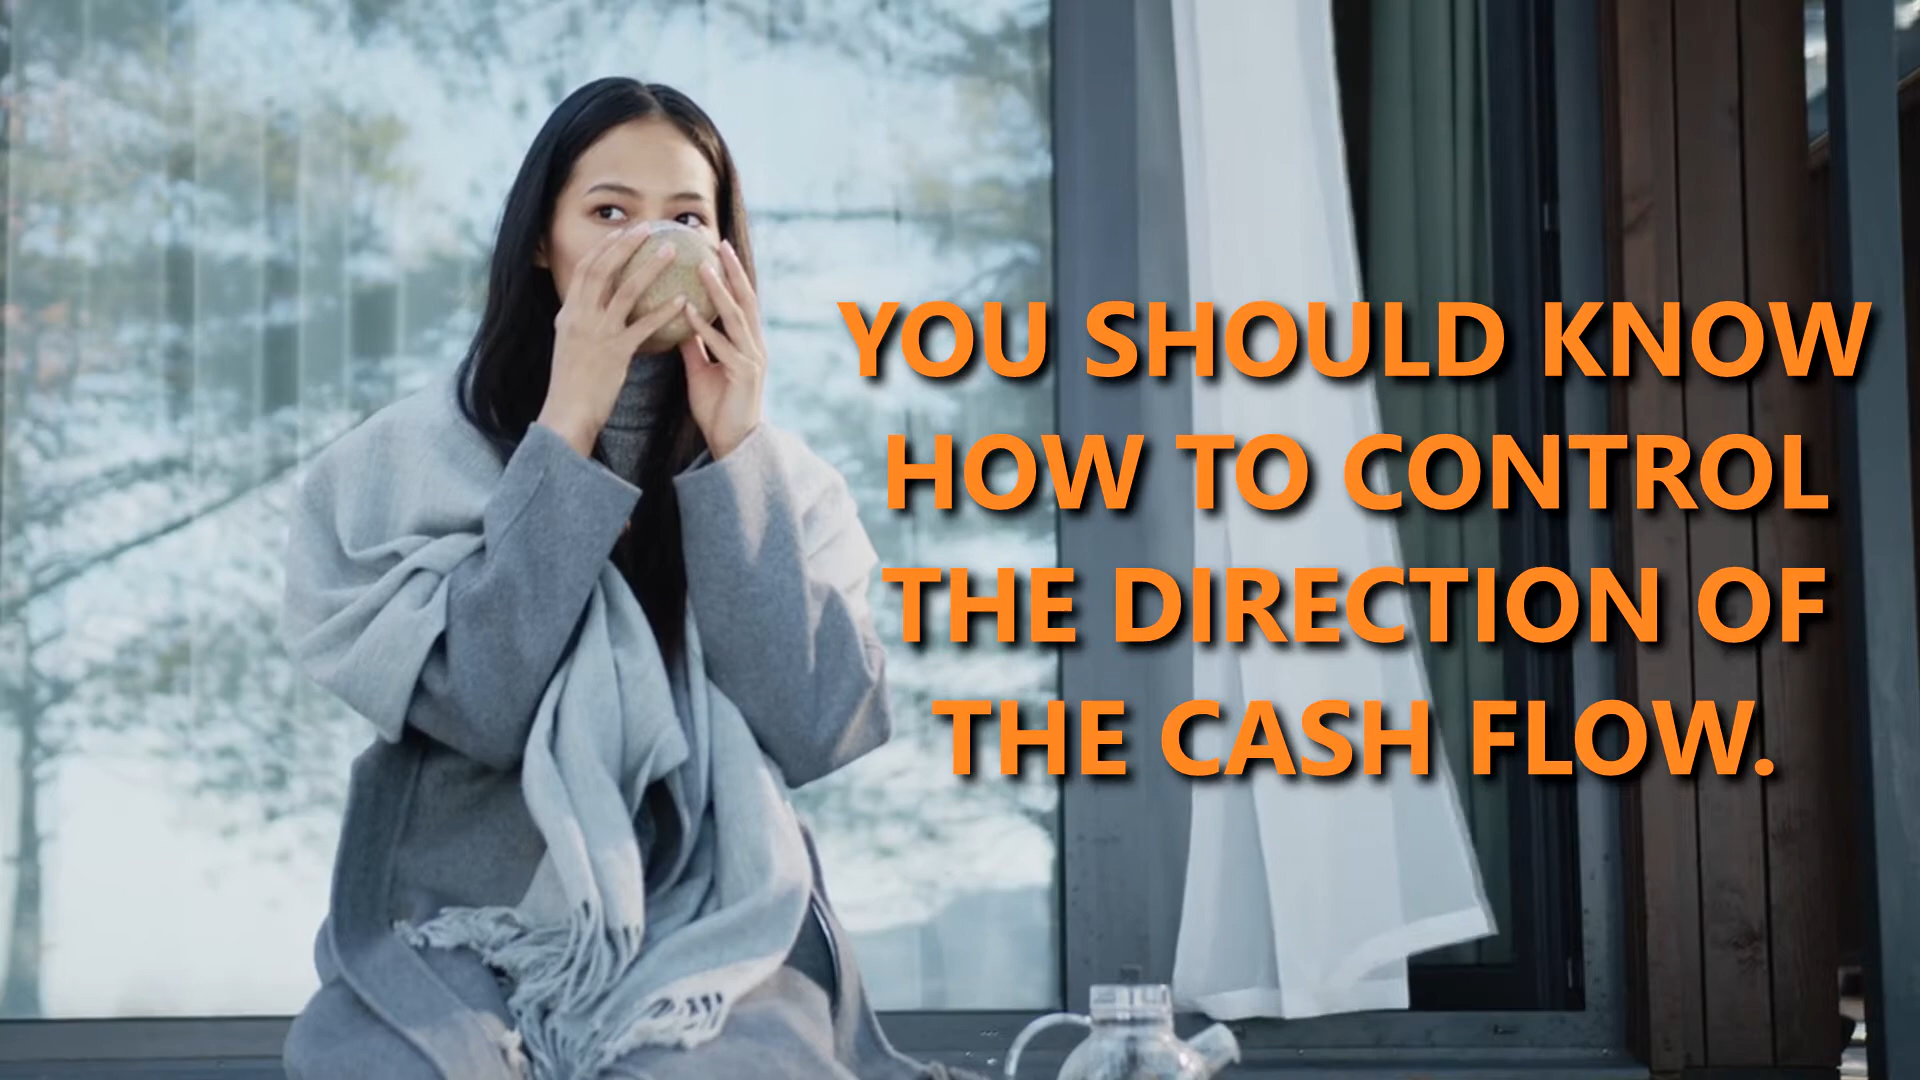 YOU SHOULD KNOW
HOW TO CONTROL
THE DIRECTION OF
THE CASH FLOW.